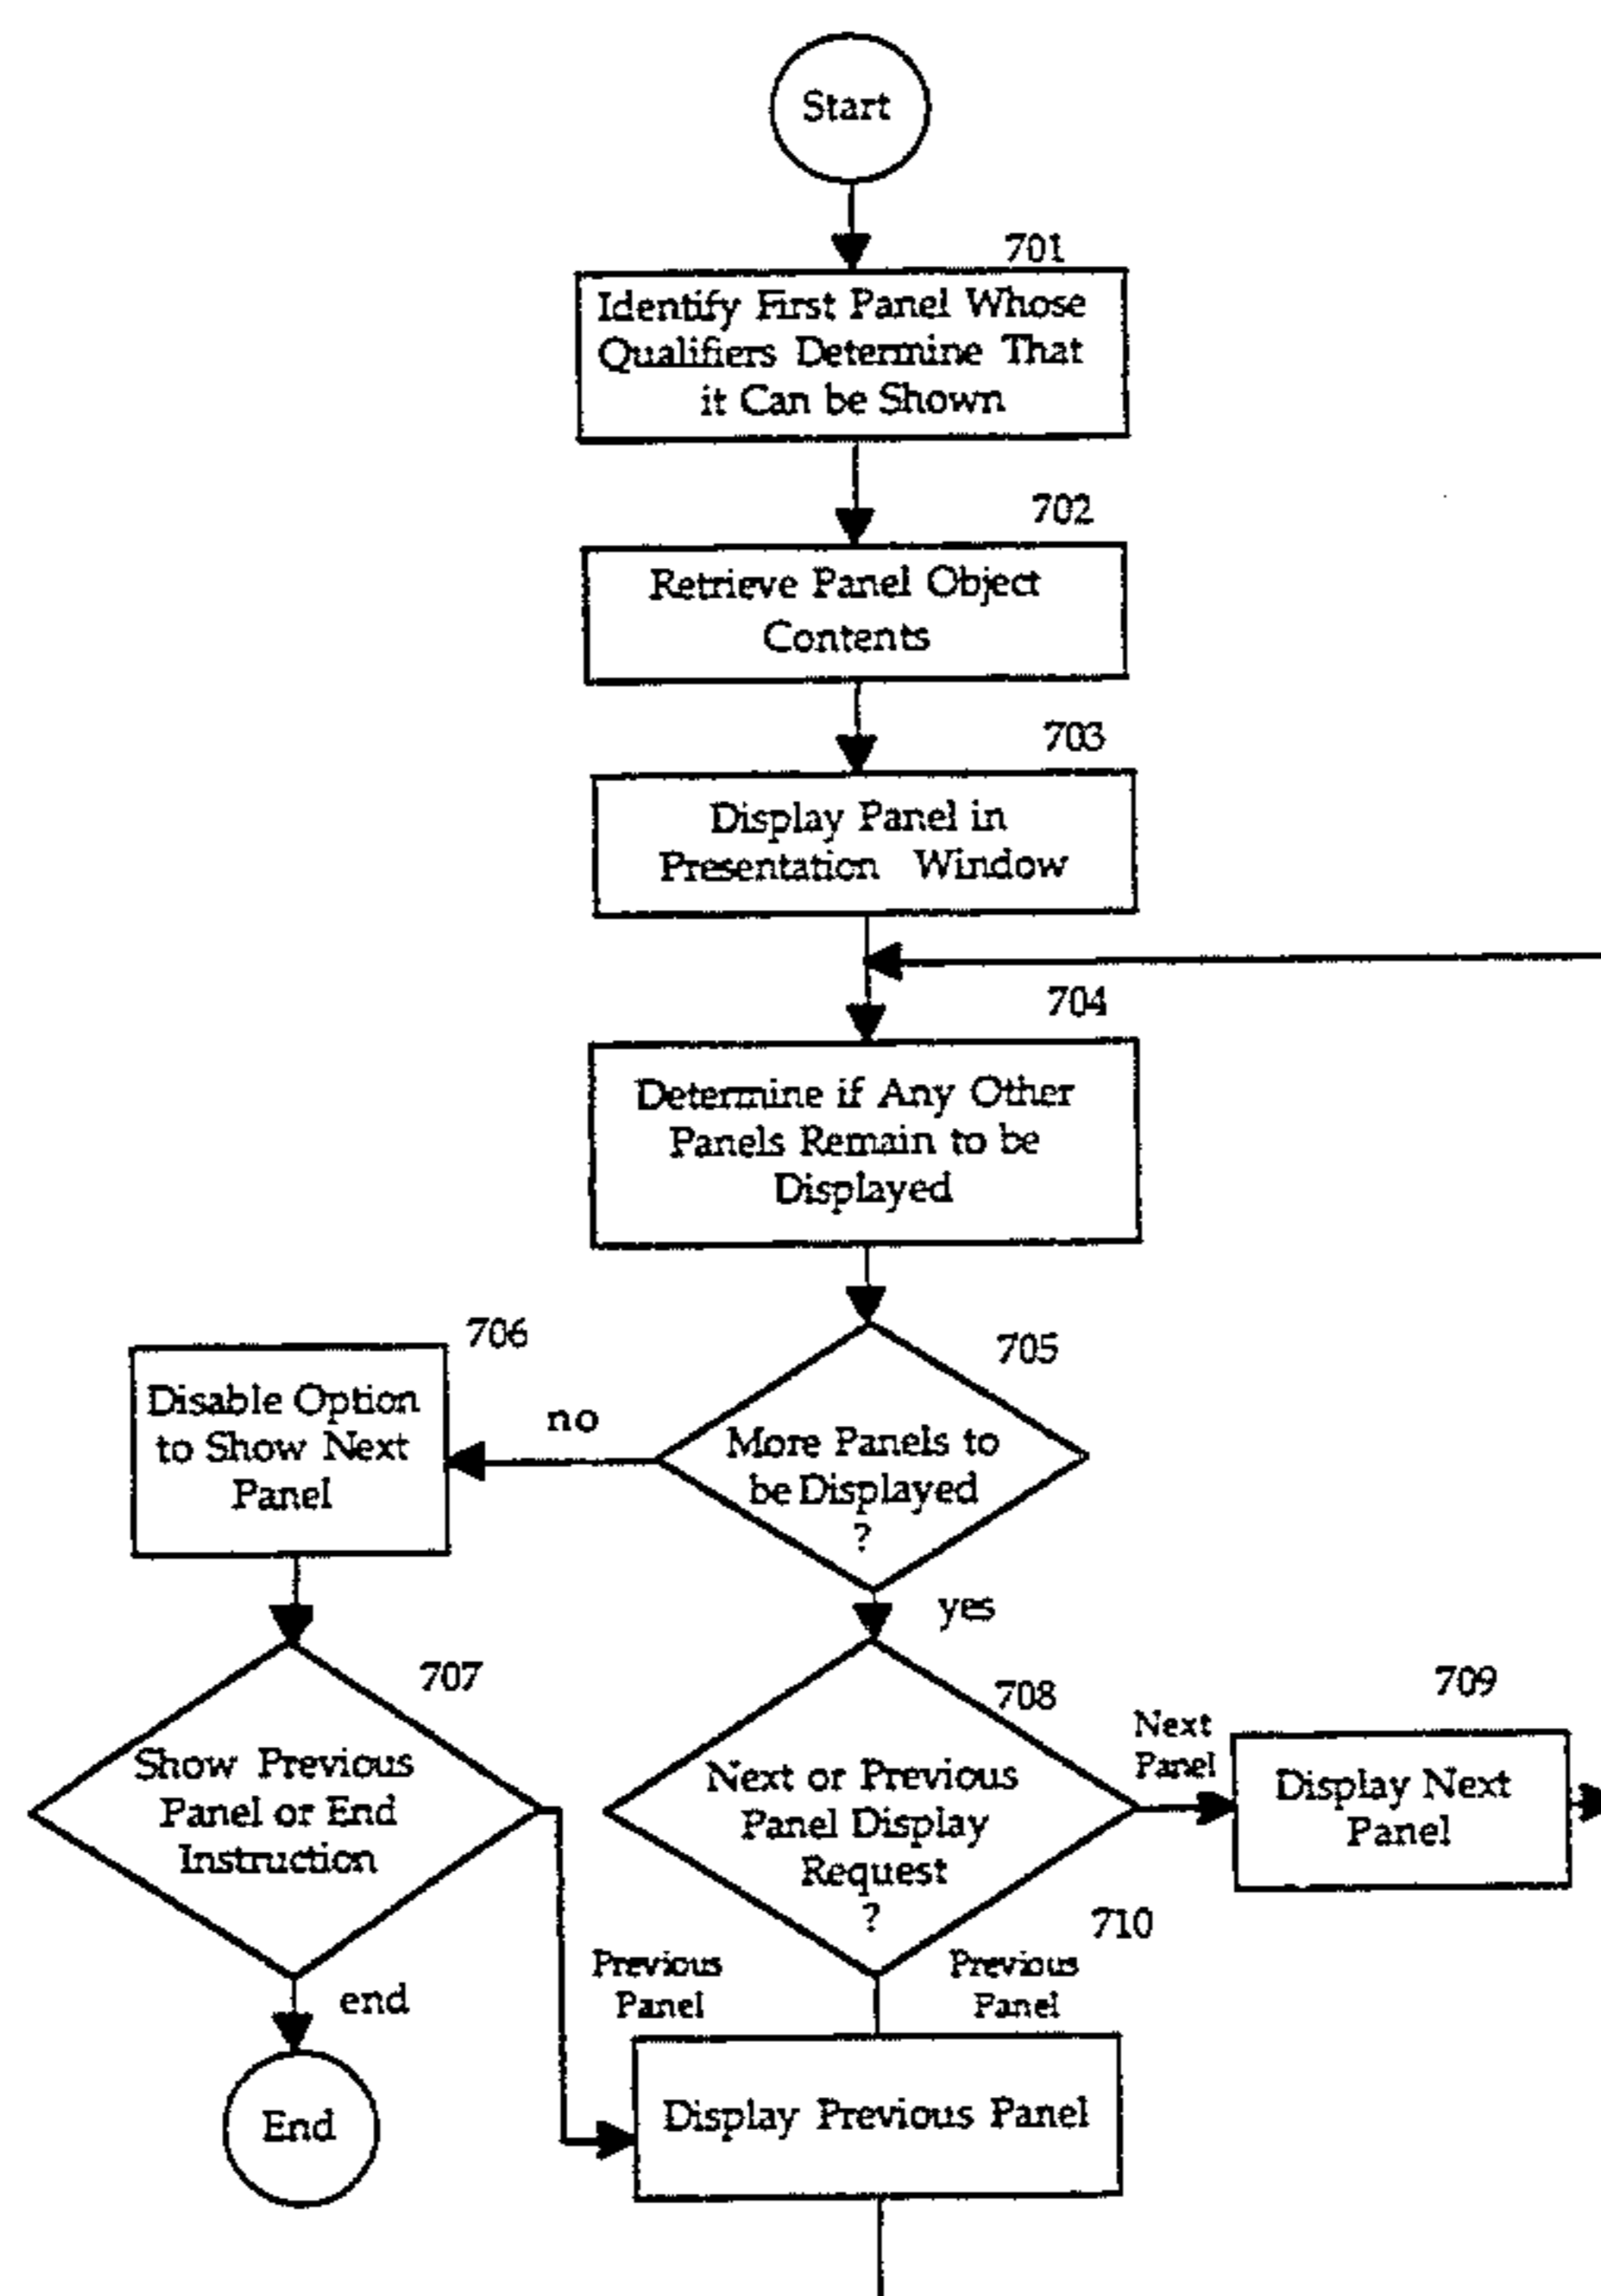 Start
701
Identify First Panel Whose
Qualifiers Determine That
it Can be Shown
702
Retrieve Panel Object
Contents
703
Display Panel in
Presentation Window
704
Determine if Any Other
Panels Remain to be
Displayed
705
More Panels to
be Displayed
?
no
706
Disable Option
to Show Next
Panel
yes
707
Show Previous
Panel or End
Instruction
708
Next or Previous
Panel Display
Request
?
Next
Panel
709
Display Next
Panel
end
End
Previous
Panel
Previous
Panel
710
Display Previous Panel